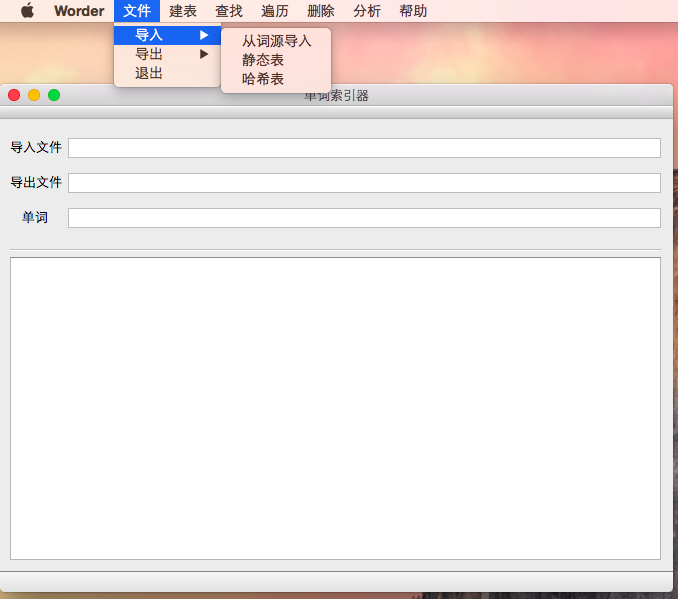 Worder 文件 建表 查找 遍历 删除 分析 帮助
导入
导出
退出
从词源导入
静态表
哈希表
单词索引器
导入文件
导出文件
单词